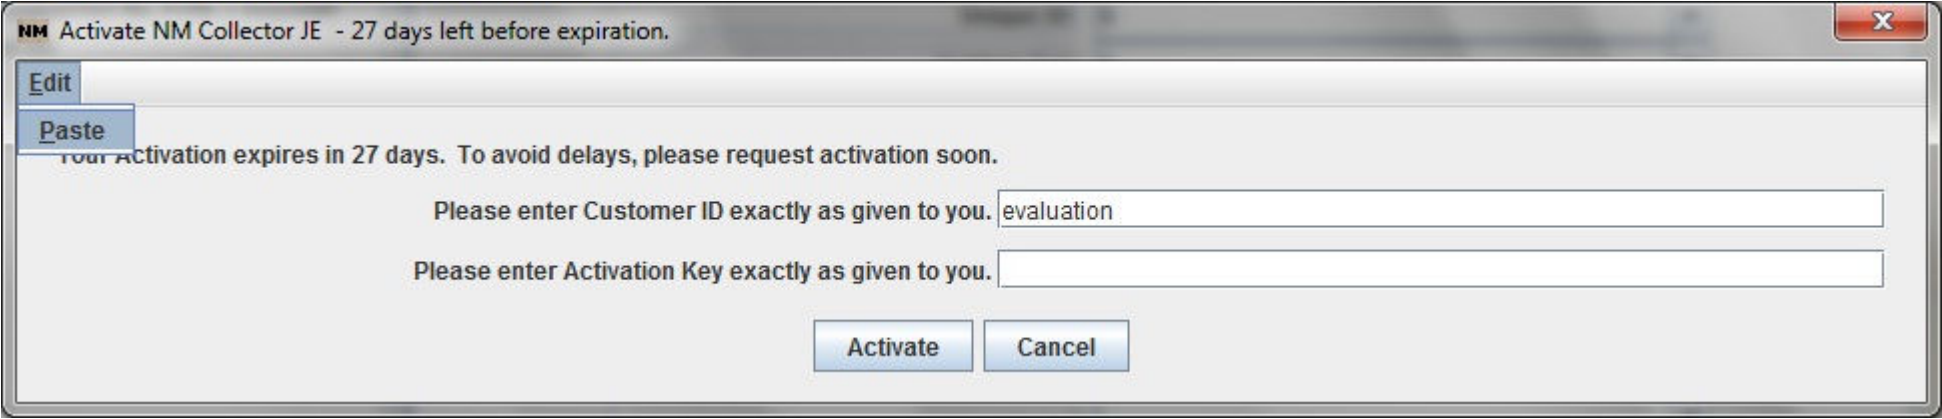 NM Activate NM Collector JE - 27 days left before expiration.
Edit
Paste
Your Activation expires in 27 days. To avoid delays, please request activation soon.
Please enter Customer ID exactly as given to you. evaluation
Please enter Activation Key exactly as given to you.
Activate Cancel